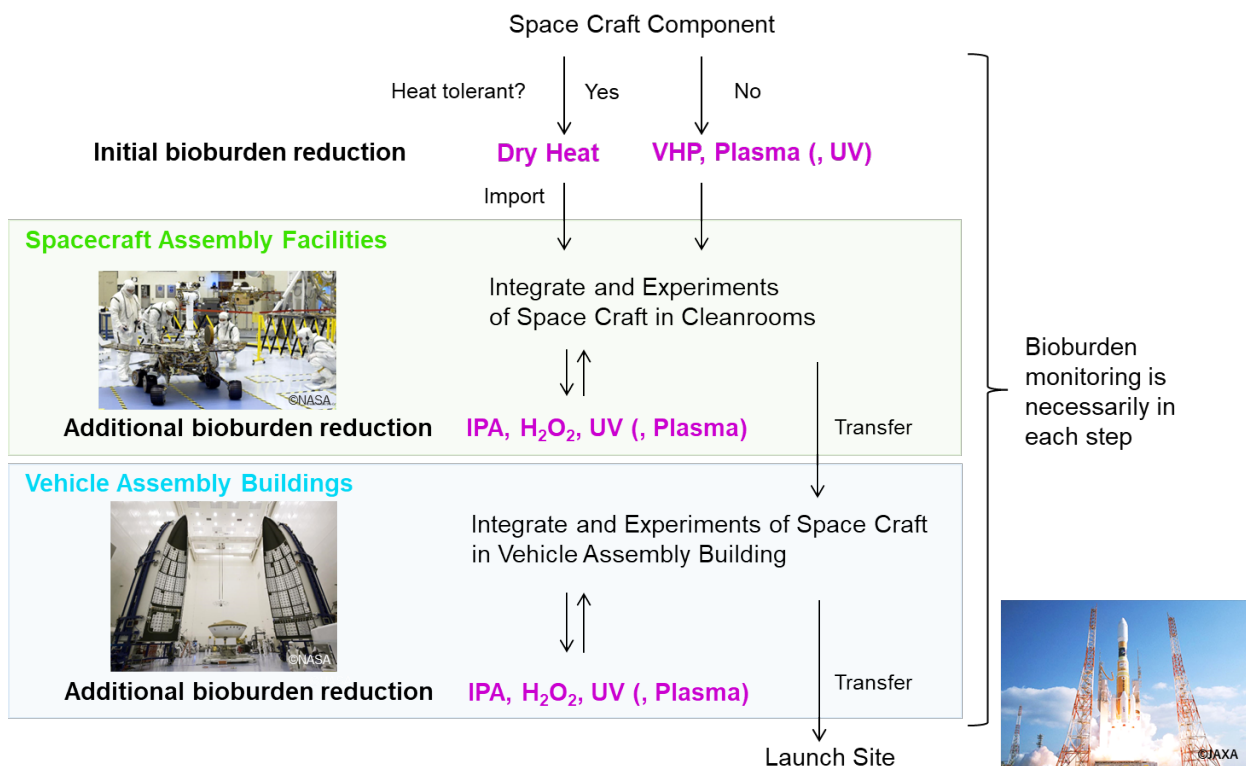 Space Craft Component
Heat tolerant?
Yes
No
Initial bioburden reduction
Dry Heat
VHP, Plasma (, UV)
Import
Spacecraft Assembly Facilities
Integrate and Experiments
of Space Craft in Cleanrooms
©NASA
Additional bioburden reduction
IPA, H₂O₂, UV (, Plasma)
Transfer
Bioburden
monitoring is
necessarily in
each step
Vehicle Assembly Buildings
Integrate and Experiments of Space Craft
in Vehicle Assembly Building
©NASA
Additional bioburden reduction
IPA, H₂O₂, UV (, Plasma)
Transfer
Launch Site
©JAXA